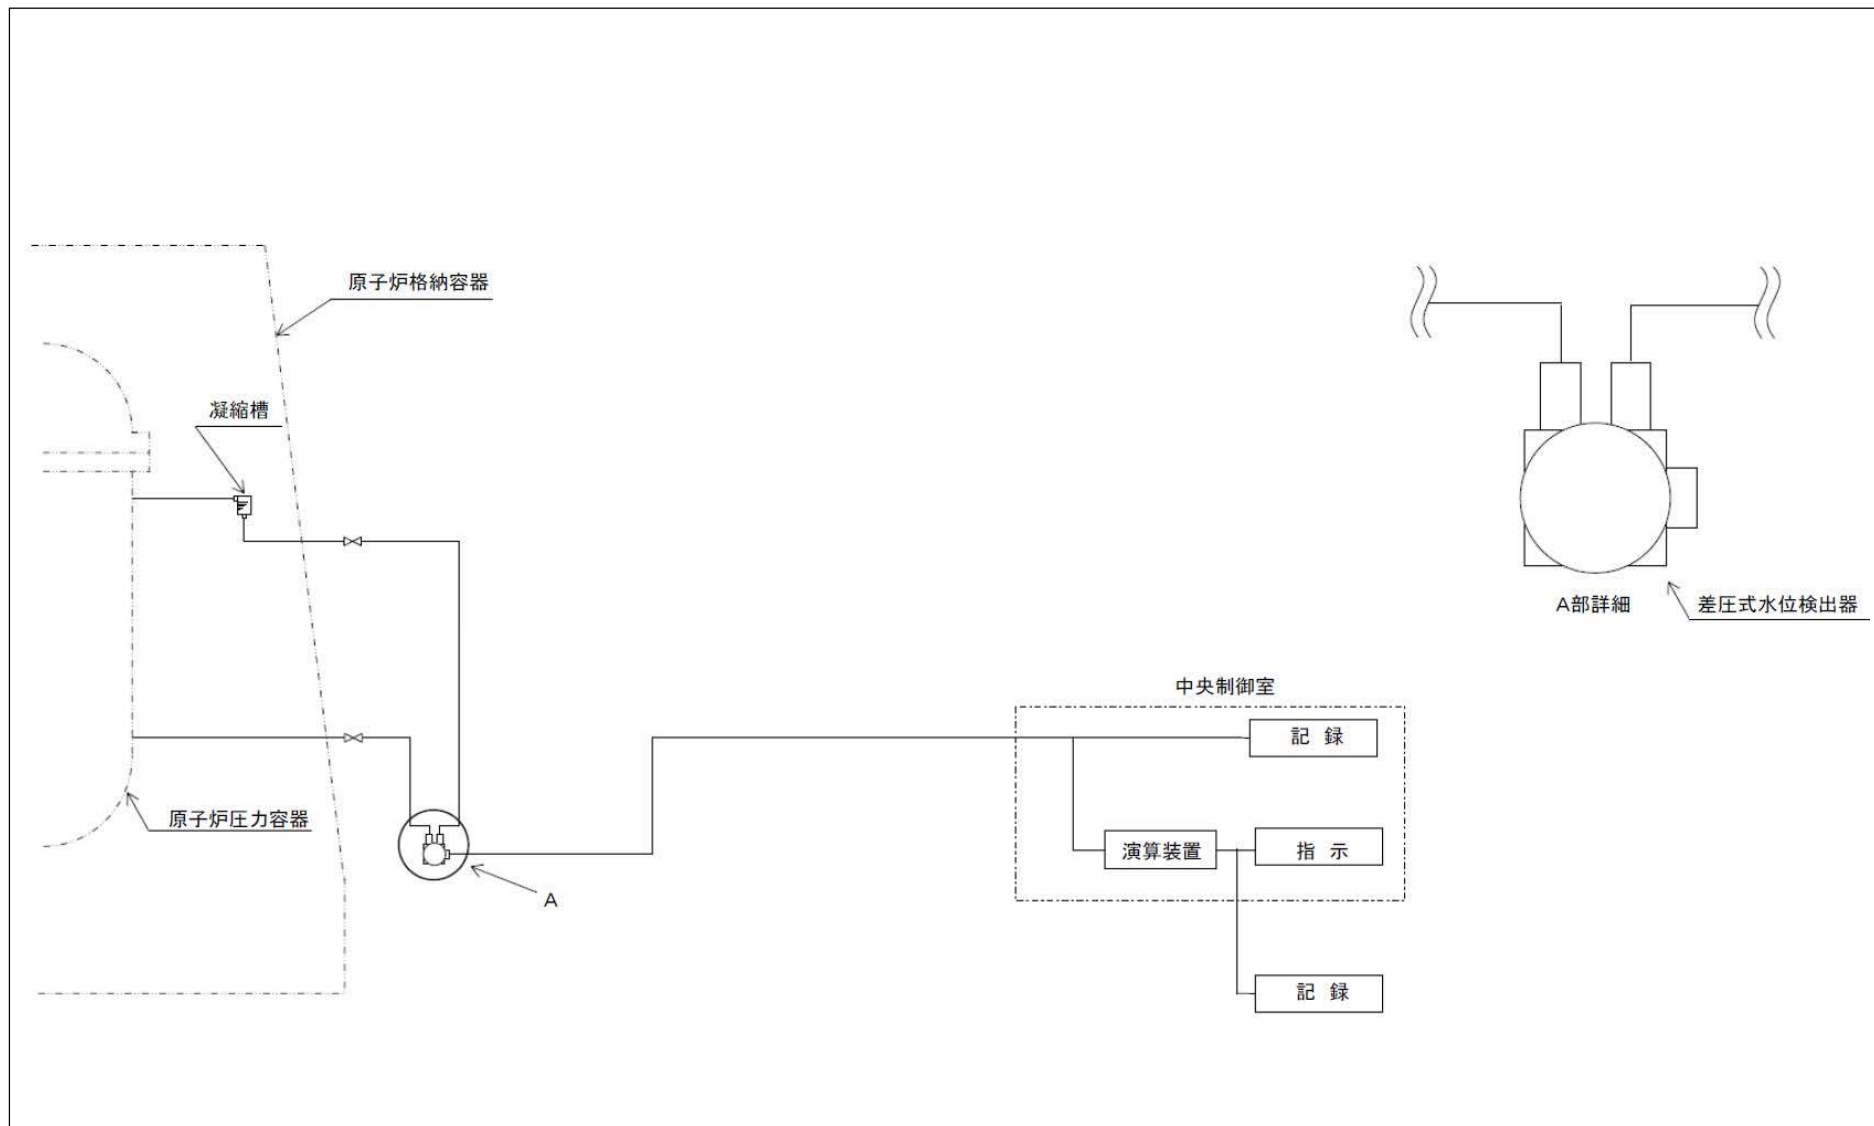 原子炉格納容器
凝縮槽
A部詳細
差圧式水位検出器
中央制御室
記 録
原子炉圧力容器
演算装置
指 示
A
記 録